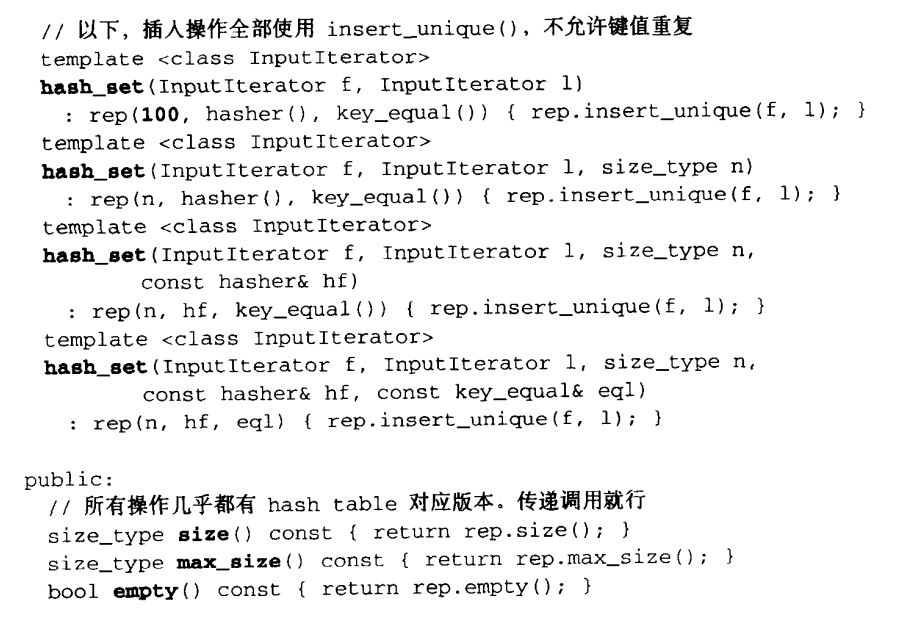 // 以下，插入操作全部使用 insert_unique()，不允许键值重复
template <class InputIterator>
hash_set(InputIterator f, InputIterator l)
: rep(100, hasher(), key_equal()) { rep.insert_unique(f, l); }
template <class InputIterator>
hash_set(InputIterator f, InputIterator l, size_type n)
: rep(n, hasher(), key_equal()) { rep.insert_unique(f, l); }
template <class InputIterator>
hash_set(InputIterator f, InputIterator l, size_type n,
const hasher& hf)
: rep(n, hf, key_equal()) { rep.insert_unique(f, l); }
template <class InputIterator>
hash_set(InputIterator f, InputIterator l, size_type n,
const hasher& hf, const key_equal& eql)
: rep(n, hf, eql) { rep.insert_unique(f, l); }
public:
// 所有操作几乎都有 hash table 对应版本。传递调用就行
size_type size() const { return rep.size(); }
size_type max_size() const { return rep.max_size(); }
bool empty() const { return rep.empty(); }